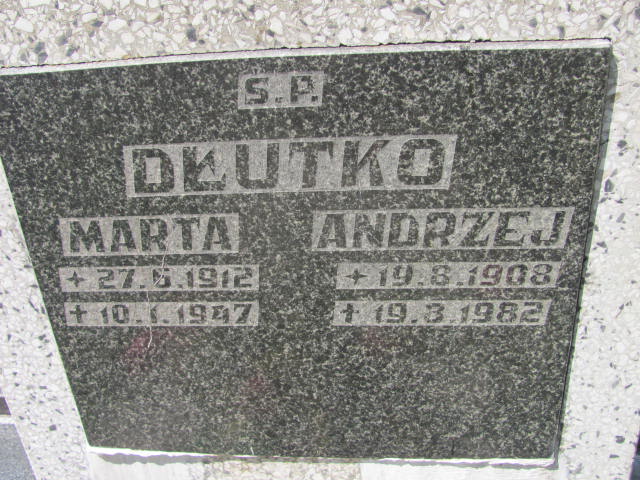 S.P.
DŁUTKO
MARTA ANDRZEJ
+ 27.6.1912 + 19.8.1908
+ 10.1.1947 + 19.3.1982